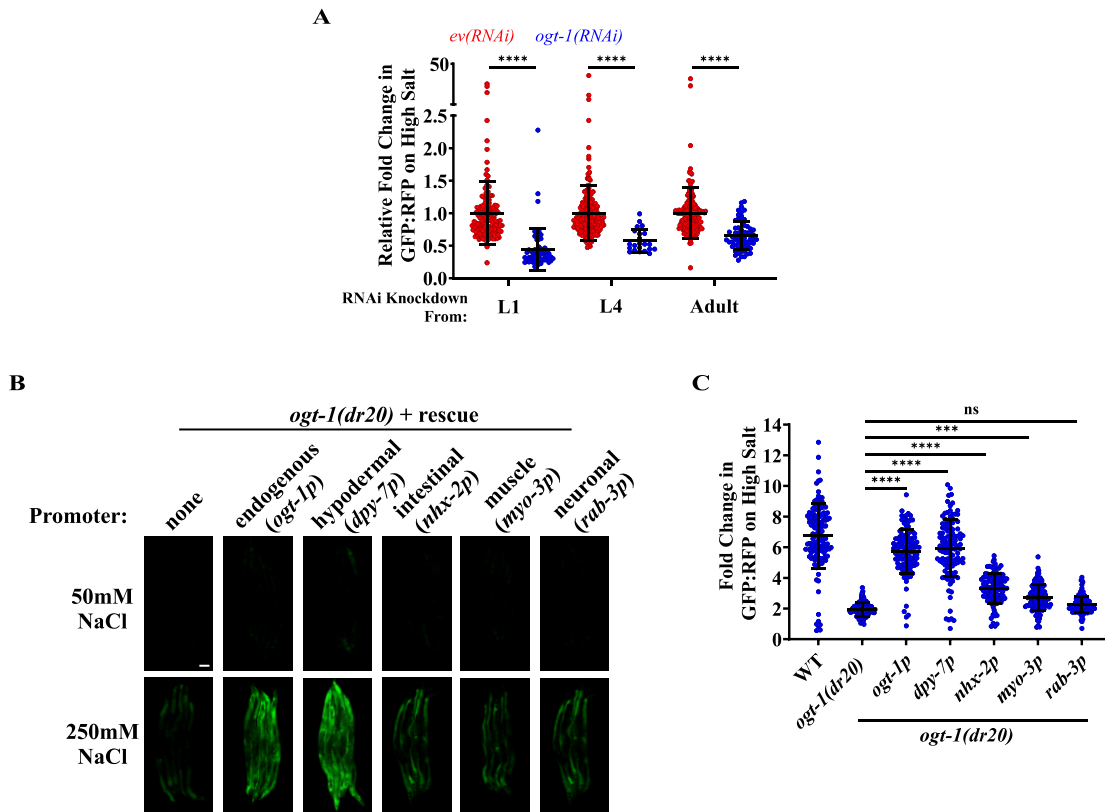 A
ev(RNAi) ogt-1(RNAi)
**** **** ****
Relative Fold Change in
GFP:RFP on High Salt
50
2.5
2.0
1.5
1.0
0.5
0.0
RNAi Knockdown
From:
L1 L4 Adult
B
ogt-1(dr20) + rescue
Promoter:
none
endogenous
(ogt-1p)
hypodermal
(dpy-7p)
intestinal
(nhx-2p)
muscle
(myo-3p)
neuronal
(rab-3p)
50mM
NaCl
250mM
NaCl
C
ns
***
****
****
****
Fold Change in
GFP:RFP on High Salt
14
12
10
8
6
4
2
0
WT
ogt-1(dr20)
ogt-1p
dpy-7p
nhx-2p
myo-3p
rab-3p
ogt-1(dr20)